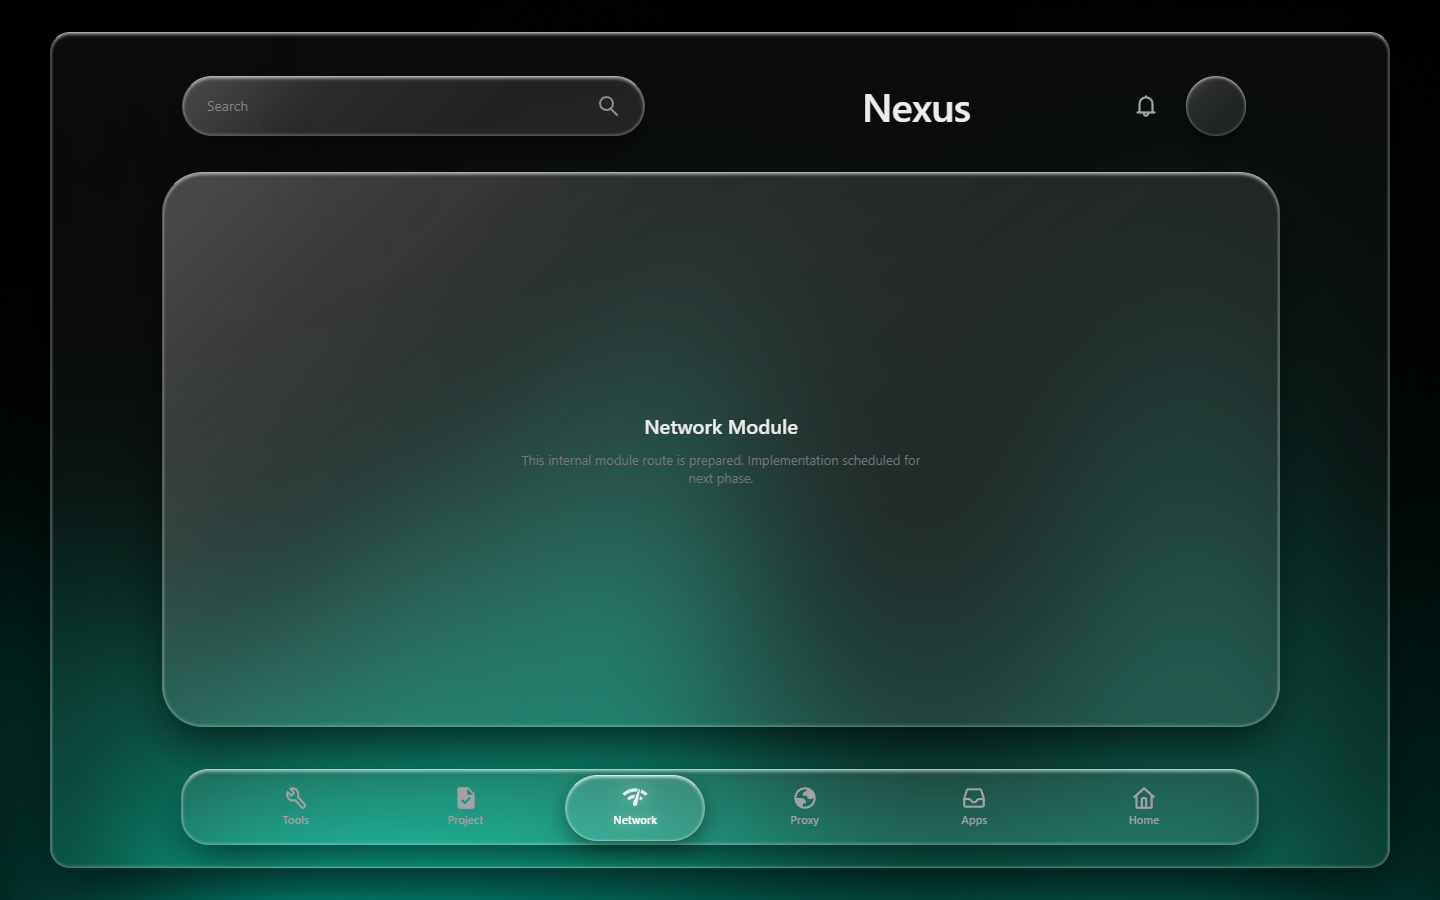 Search
Nexus
Network Module
This internal module route is prepared. Implementation scheduled for
next phase.
Tools
Project
Network
Proxy
Apps
Home